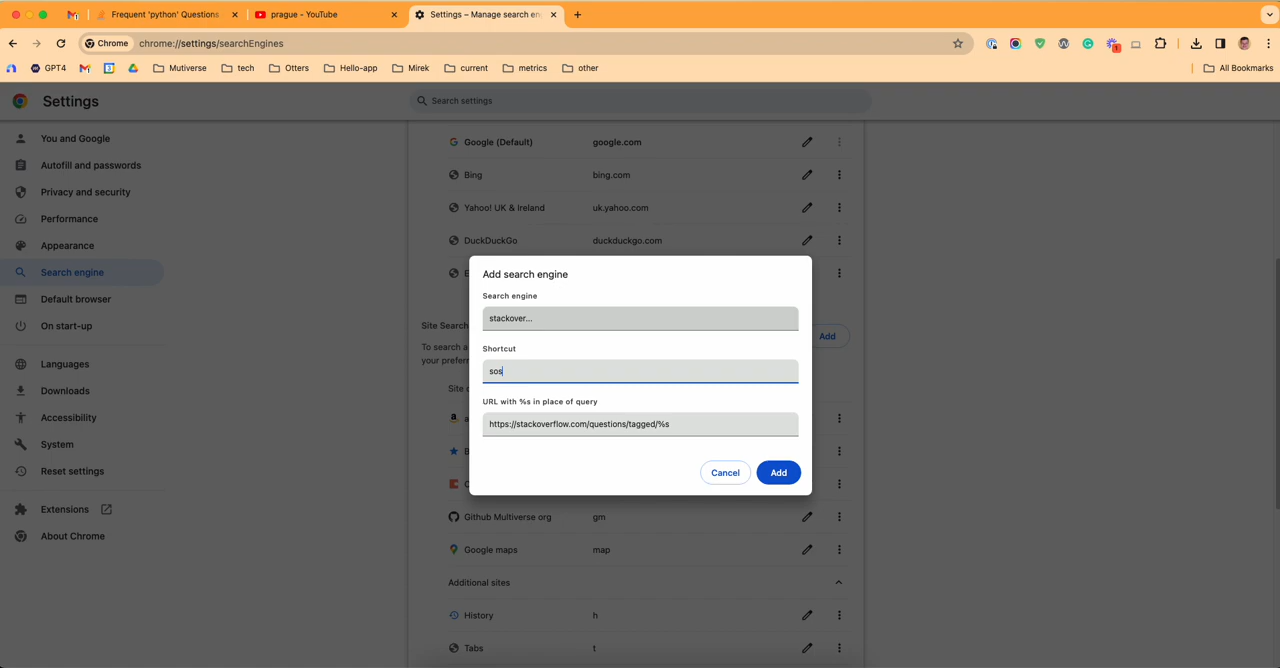 Frequent 'python' Questions
prague - YouTube
Settings – Manage search en
Chrome
chrome://settings/searchEngines
1
GPT4
Mutiverse
tech
Otters
Hello-app
Mirek
current
metrics
other
All Bookmarks
Settings
Search settings
You and Google
Autofill and passwords
Privacy and security
Performance
Appearance
Search engine
Default browser
On start-up
Languages
Downloads
Accessibility
System
Reset settings
Extensions
About Chrome
Google (Default) google.com
Bing bing.com
Yahoo! UK & Ireland uk.yahoo.com
DuckDuckGo duckduckgo.com
E
Site Search
Add
To search a
your preferr
Site o
a
B
C
Add search engine
Search engine
stackover...
Shortcut
sos
URL with %s in place of query
https://stackoverflow.com/questions/tagged/%s
Cancel Add
Github Multiverse org gm
Google maps map
Additional sites
History h
Tabs t